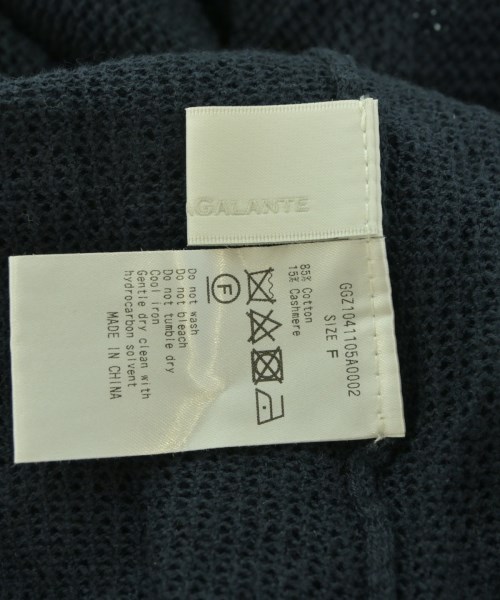 GALANTE
GGZ1041105A0002
SIZE F
85% Cotton
15% Cashmere
F
Do not wash
Do not bleach
Do not tumble dry
Cool iron
Gentle dry clean with
hydrocarbon solvent
MADE IN CHINA